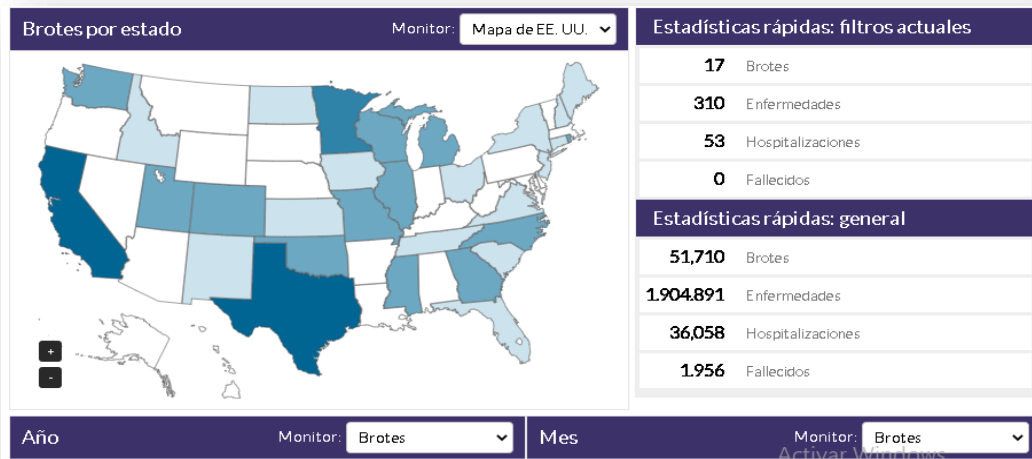 Brotes por estado
Monitor: Mapa de EE. UU.
+
-
Estadísticas rápidas: filtros actuales
17 Brotes
310 Enfermedades
53 Hospitalizaciones
0 Fallecidos
Estadísticas rápidas: general
51,710 Brotes
1.904.891 Enfermedades
36,058 Hospitalizaciones
1.956 Fallecidos
Año Monitor: Brotes
Mes Monitor: Brotes
Activar Windows